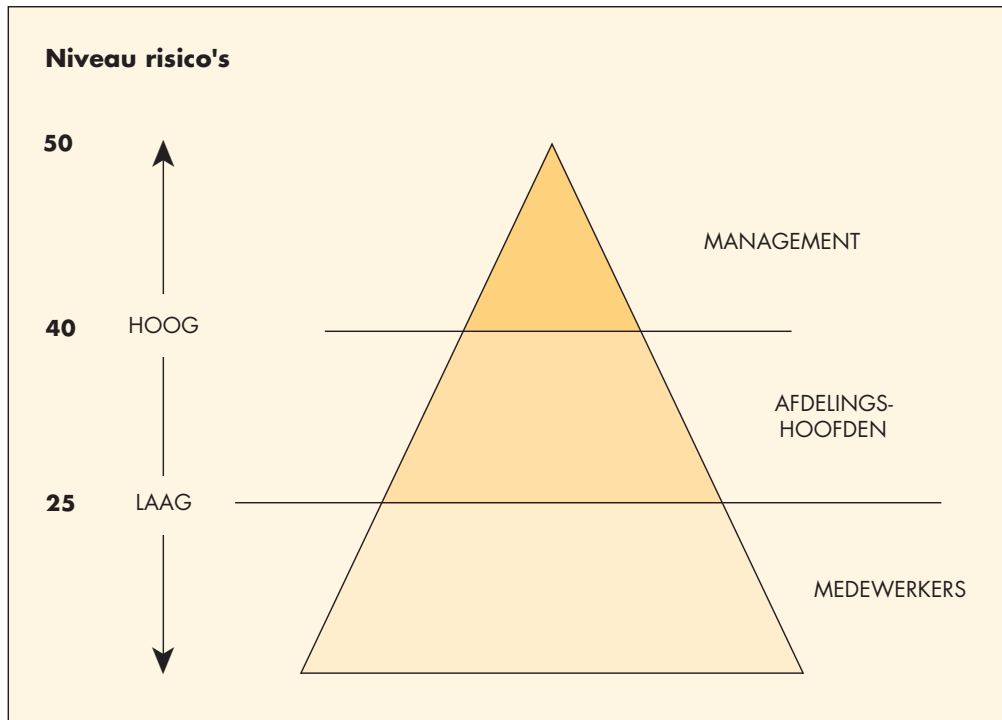 Niveau risico's
50
MANAGEMENT
40
HOOG
AFDELINGS-
HOOFDEN
25
LAAG
MEDEWERKERS